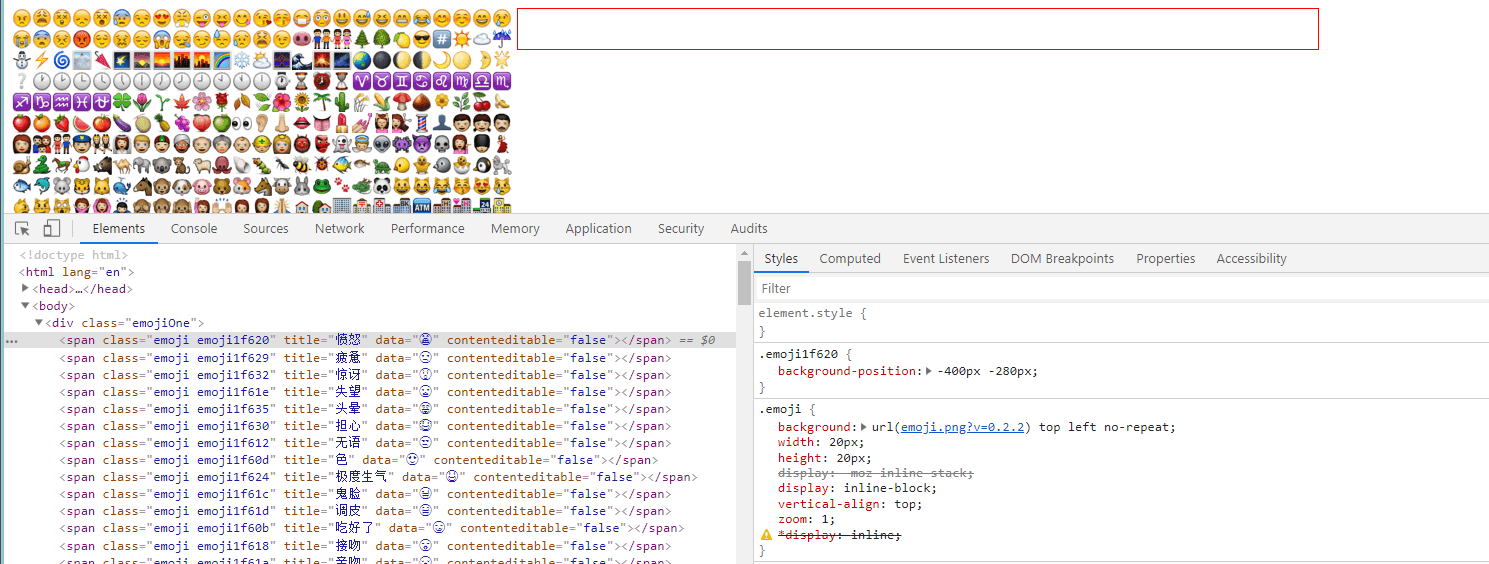 Elements Console Sources Network Performance Memory Application Security Audits
<!doctype html>
<html lang="en">
<head>…</head>
<body>
<div class="emojiOne">
<span class="emoji emoji1f620" title="愤怒" data="😠" contenteditable="false"></span> == $0
<span class="emoji emoji1f629" title="疲惫" data="😩" contenteditable="false"></span>
<span class="emoji emoji1f632" title="惊讶" data="😲" contenteditable="false"></span>
<span class="emoji emoji1f61e" title="失望" data="😞" contenteditable="false"></span>
<span class="emoji emoji1f635" title="头晕" data="😵" contenteditable="false"></span>
<span class="emoji emoji1f630" title="担心" data="😰" contenteditable="false"></span>
<span class="emoji emoji1f612" title="无语" data="😒" contenteditable="false"></span>
<span class="emoji emoji1f60d" title="色" data="😍" contenteditable="false"></span>
<span class="emoji emoji1f624" title="极度生气" data="😤" contenteditable="false"></span>
<span class="emoji emoji1f61c" title="鬼脸" data="😜" contenteditable="false"></span>
<span class="emoji emoji1f61d" title="调皮" data="😝" contenteditable="false"></span>
<span class="emoji emoji1f60b" title="吃好了" data="😋" contenteditable="false"></span>
<span class="emoji emoji1f618" title="接吻" data="😘" contenteditable="false"></span>
<span class="emoji emoji1f61a" title="亲吻" data="😚" contenteditable="false"></span>
Styles Computed Event Listeners DOM Breakpoints Properties Accessibility
Filter
element.style {
}
.emoji1f620 {
background-position: -400px -280px;
}
.emoji {
background: url(emoji.png?v=0.2.2) top left no-repeat;
width: 20px;
height: 20px;
display: -moz-inline-stack;
display: inline-block;
vertical-align: top;
zoom: 1;
*display: inline;
}